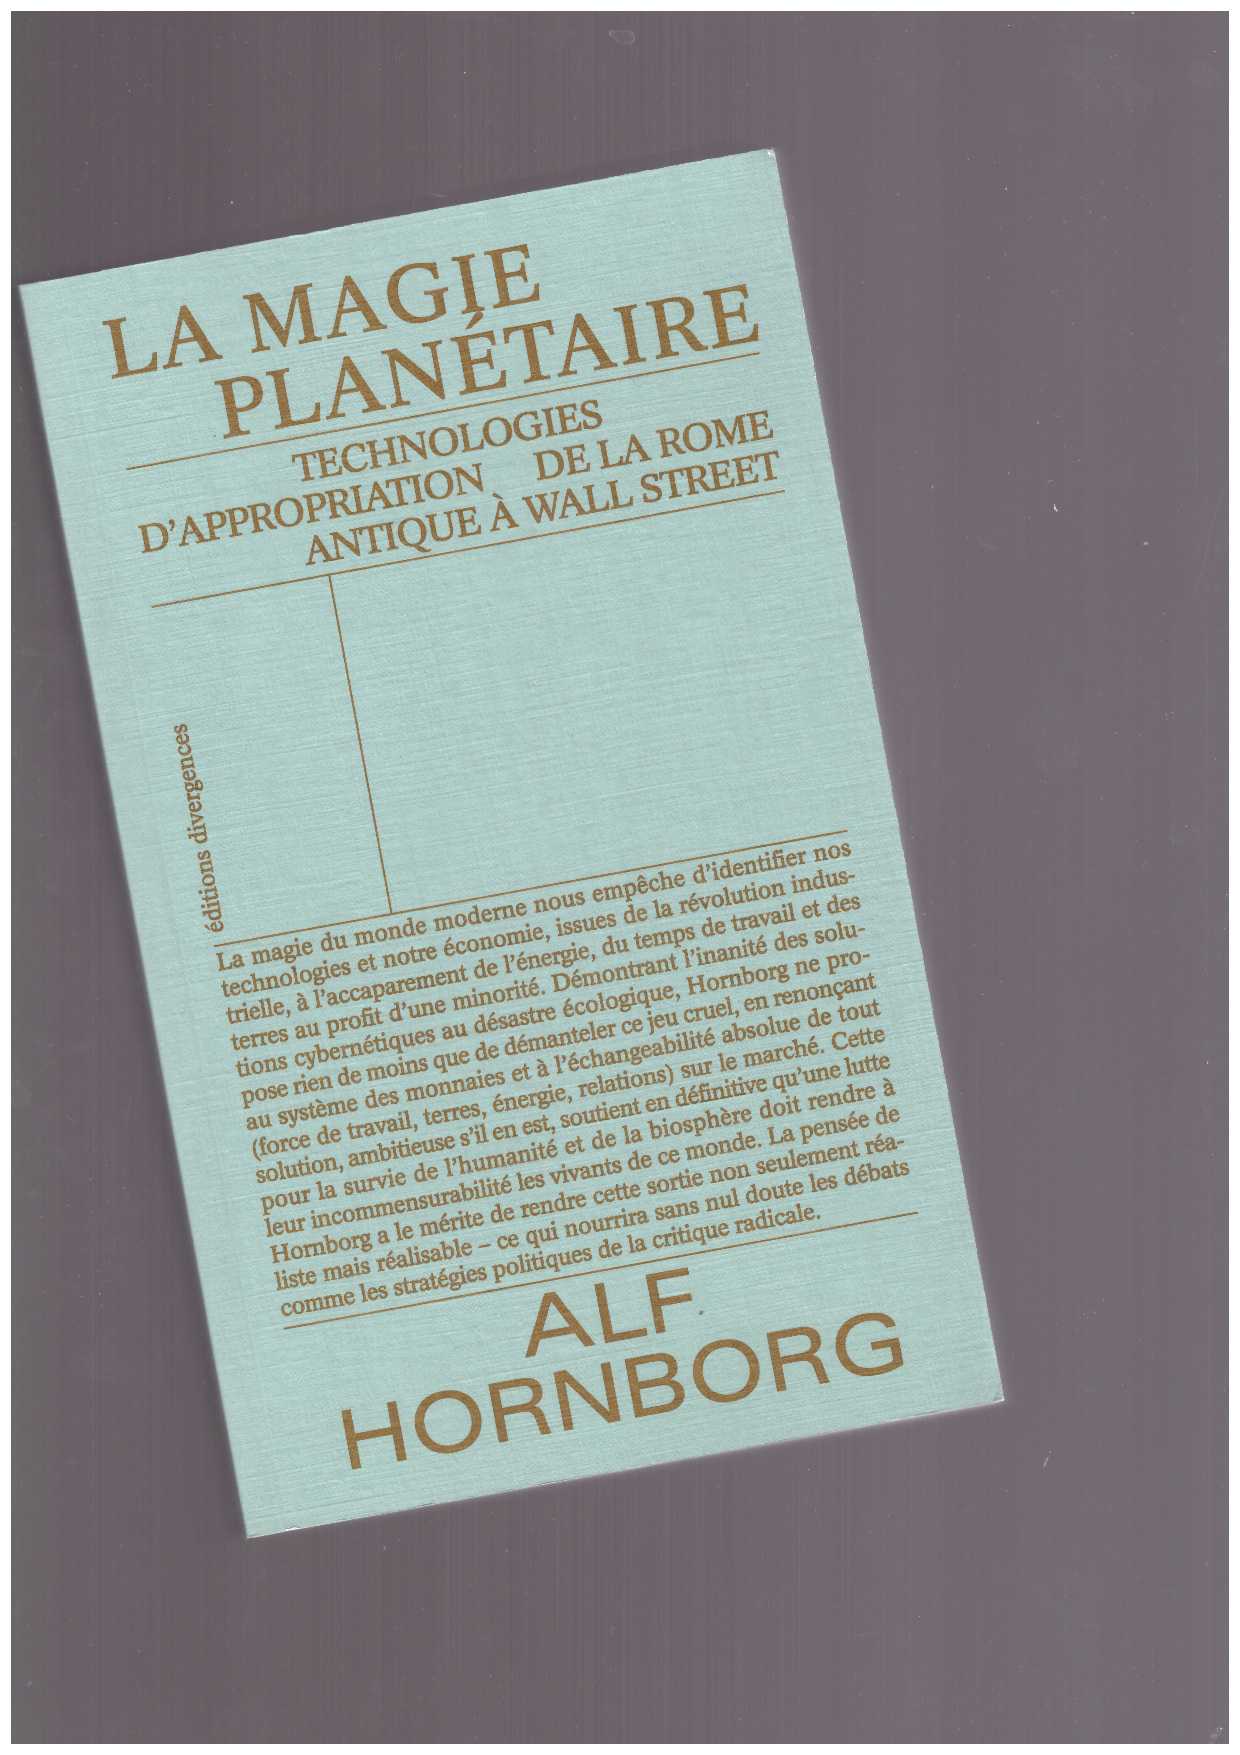 LA MAGIE
PLANÉTAIRE
TECHNOLOGIES
D'APPROPRIATION DE LA ROME
ANTIQUE À WALL STREET
éditions divergences
La magie du monde moderne nous empêche d'identifier nos
technologies et notre économie, issues de la révolution indus-
trielle, à l'accaparement de l'énergie, du temps de travail et des
terres au profit d'une minorité. Démontrant l'inanité des solu-
tions cybernétiques au désastre écologique, Hornborg ne pro-
pose rien de moins que de démanteler ce jeu cruel, en renonçant
au système des monnaies et à l'échangeabilité absolue de tout
(force de travail, terres, énergie, relations) sur le marché. Cette
solution, ambitieuse s'il en est, soutient en définitive qu'une lutte
pour la survie de l'humanité et de la biosphère doit rendre à
leur incommensurabilité les vivants de ce monde. La pensée de
Hornborg a le mérite de rendre cette sortie non seulement réa-
liste mais réalisable – ce qui nourrira sans nul doute les débats
comme les stratégies politiques de la critique radicale.
ALF
HORNBORG